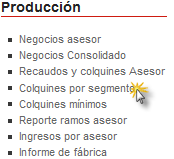 Producción
Negocios asesor
Negocios Consolidado
Recaudos y colquines Asesor
Colquines por segmento
Colquines mínimos
Reporte ramos asesor
Ingresos por asesor
Informe de fábrica